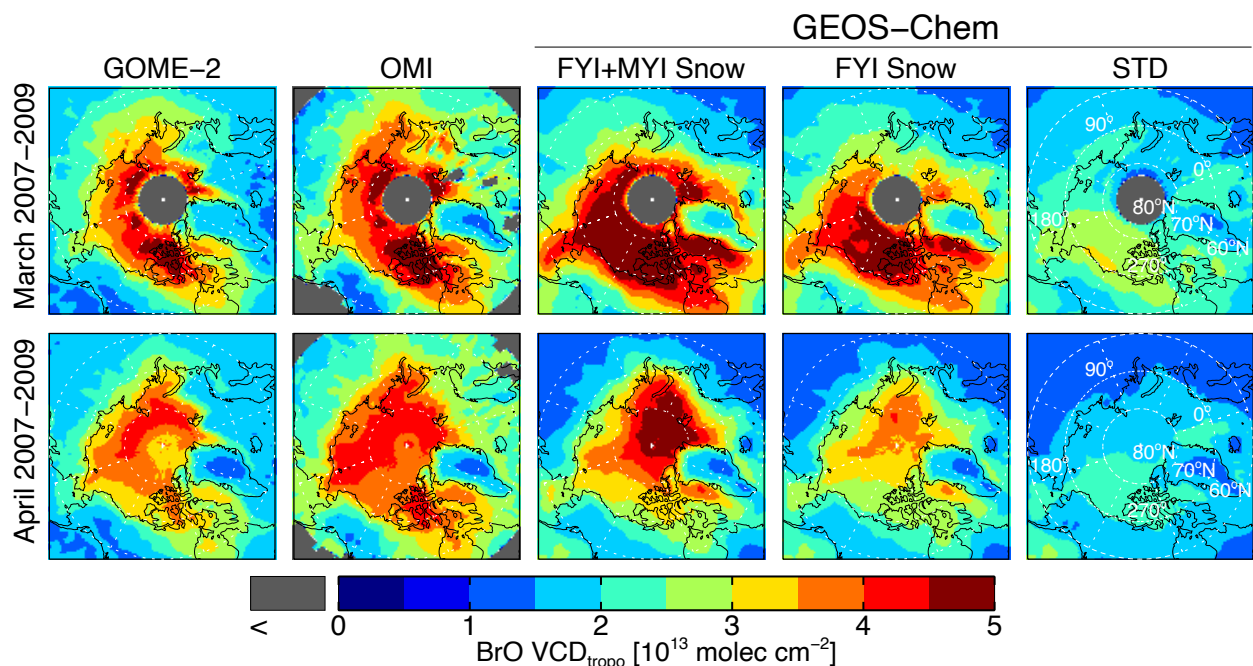 GEOS−Chem
GOME−2 OMI FYI+MYI Snow FYI Snow STD
March 2007−2009
90° 0° 180° 80°N 70°N 60°N 270°
April 2007−2009
90° 0° 180° 80°N 70°N 60°N 270°
< 0 1 2 3 4 5
BrO VCD_tropo [10^13 molec cm^−2]